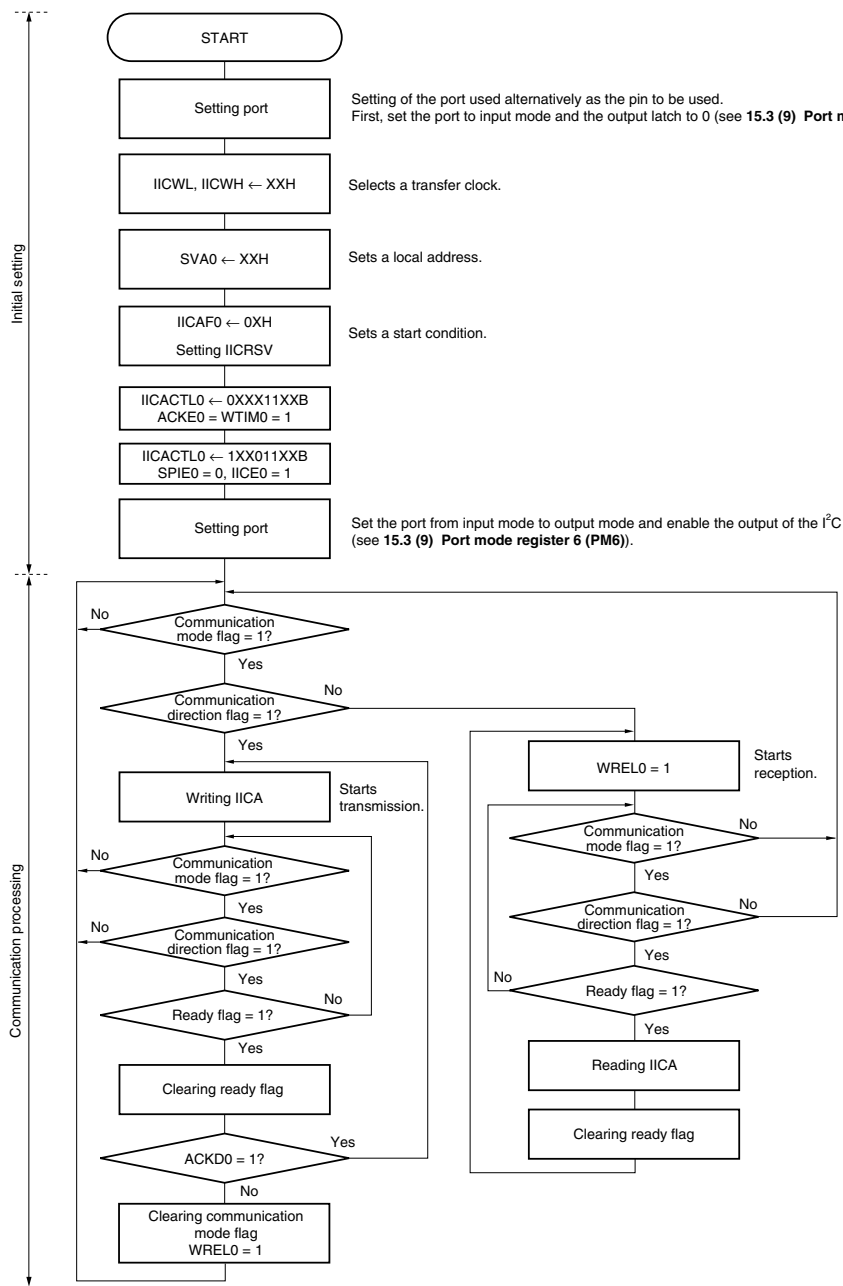 START
Setting port
Setting of the port used alternatively as the pin to be used.
First, set the port to input mode and the output latch to 0 (see 15.3 (9) Port m
IICWL, IICWH ← XXH
Selects a transfer clock.
SVA0 ← XXH
Sets a local address.
IICAF0 ← 0XH
Setting IICRSV
Sets a start condition.
IICACTL0 ← 0XXX11XXB
ACKE0 = WTIM0 = 1
IICACTL0 ← 1XX011XXB
SPIE0 = 0, IICE0 = 1
Setting port
Set the port from input mode to output mode and enable the output of the I²C
(see 15.3 (9) Port mode register 6 (PM6)).
Initial setting
No
Communication
mode flag = 1?
Yes
Communication
direction flag = 1?
No
Yes
Writing IICA
Starts
transmission.
No
Communication
mode flag = 1?
Yes
No
Communication
direction flag = 1?
Yes
No
Ready flag = 1?
Yes
Clearing ready flag
Yes
ACKD0 = 1?
No
Clearing communication
mode flag
WREL0 = 1
WREL0 = 1
Starts
reception.
Communication
mode flag = 1?
No
Yes
Communication
direction flag = 1?
No
Yes
No
Ready flag = 1?
Yes
Reading IICA
Clearing ready flag
Communication processing